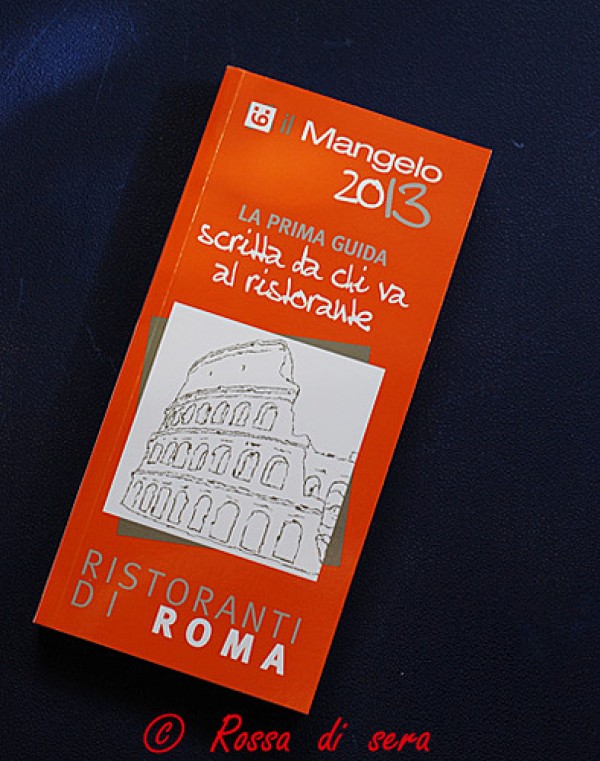 il Mangelo
2013
LA PRIMA GUIDA
scritta da chi va
al ristorante
RISTORANTI
DI ROMA
© Rossa di sera